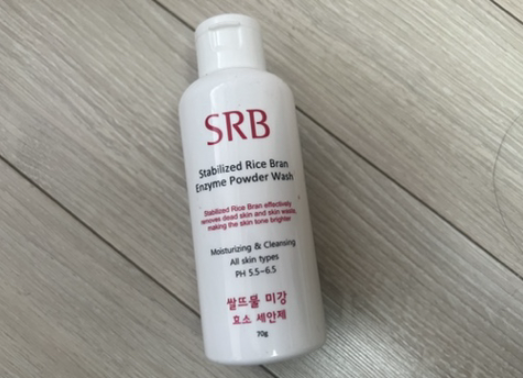 SRB
Stabilized Rice Bran
Enzyme Powder Wash
Stabilized Rice Bran effectively
removes dead skin and skin waste,
making the skin tone brighter
Moisturizing & Cleansing
All skin types
PH 5.5~6.5
쌀뜨물 미강
효소 세안제
70g